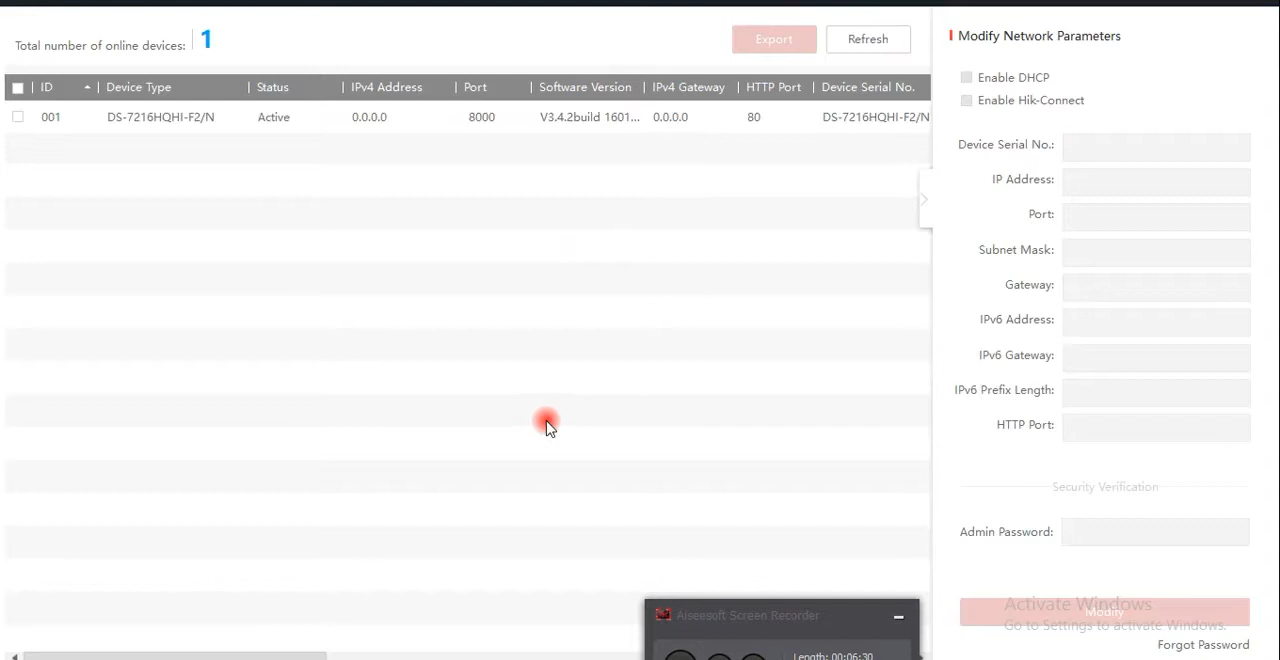 Total number of online devices: 1
Export
Refresh
ID
Device Type
Status
IPv4 Address
Port
Software Version
IPv4 Gateway
HTTP Port
Device Serial No.
001
DS-7216HQHI-F2/N
Active
0.0.0.0
8000
V3.4.2build 1601...
0.0.0.0
80
DS-7216HQHI-F2/N
Modify Network Parameters
Enable DHCP
Enable Hik-Connect
Device Serial No.:
IP Address:
Port:
Subnet Mask:
Gateway:
IPv6 Address:
IPv6 Gateway:
IPv6 Prefix Length:
HTTP Port:
Security Verification
Admin Password:
Modify
Activate Windows
Go to Settings to activate Windows.
Forgot Password
Aiseesoft Screen Recorder
Length: 00:06:30